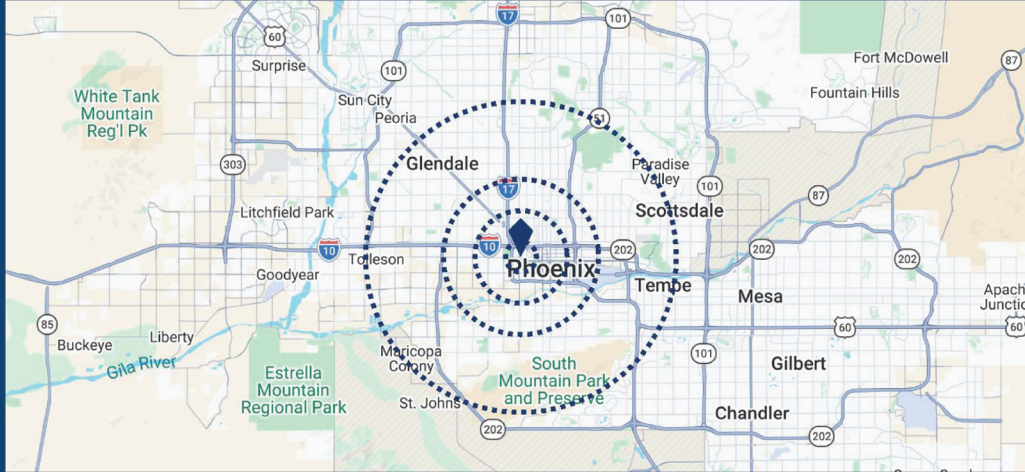 17
101
60
Surprise
101
Fort McDowell
87
White Tank
Mountain
Reg'l Pk
Sun City
Peoria
Fountain Hills
51
303
Glendale
Paradise
Valley
17
101
87
Litchfield Park
Scottsdale
10
10
202
202
202
Tolleson
Goodyear
Phoenix
Tempe
Mesa
Apach
Junctio
85
Buckeye
Liberty
Gila River
60
60
Maricopa
Colony
101
Gilbert
Estrella
Mountain
Regional Park
South
Mountain Park
and Preserve
St. Johns
Chandler
202
202